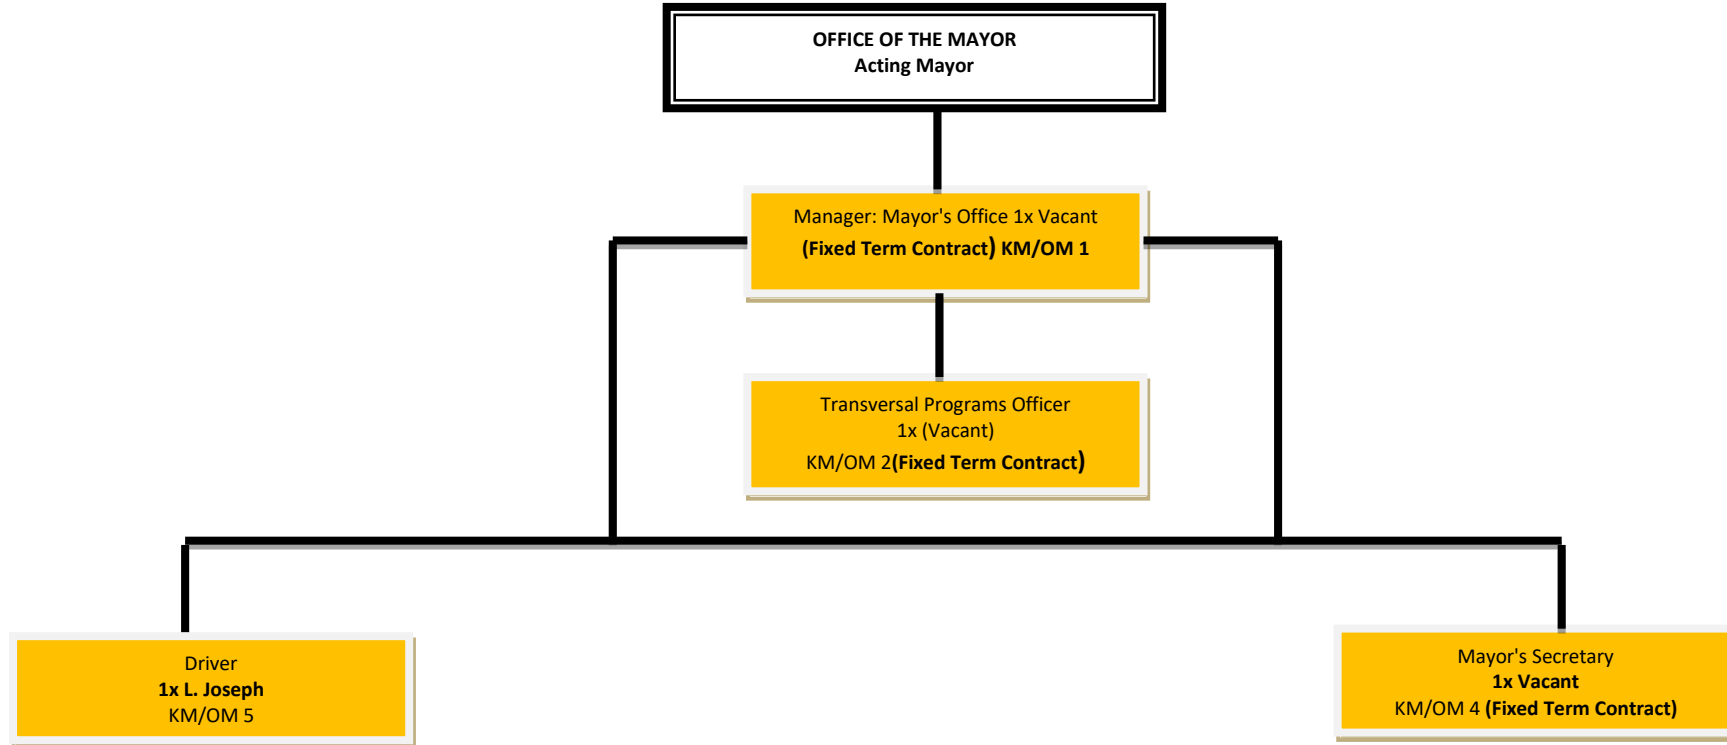 OFFICE OF THE MAYOR
Acting Mayor
Manager: Mayor's Office 1x Vacant
(Fixed Term Contract) KM/OM 1
Transversal Programs Officer
1x (Vacant)
KM/OM 2(Fixed Term Contract)
Driver
1x L. Joseph
KM/OM 5
Mayor's Secretary
1x Vacant
KM/OM 4 (Fixed Term Contract)